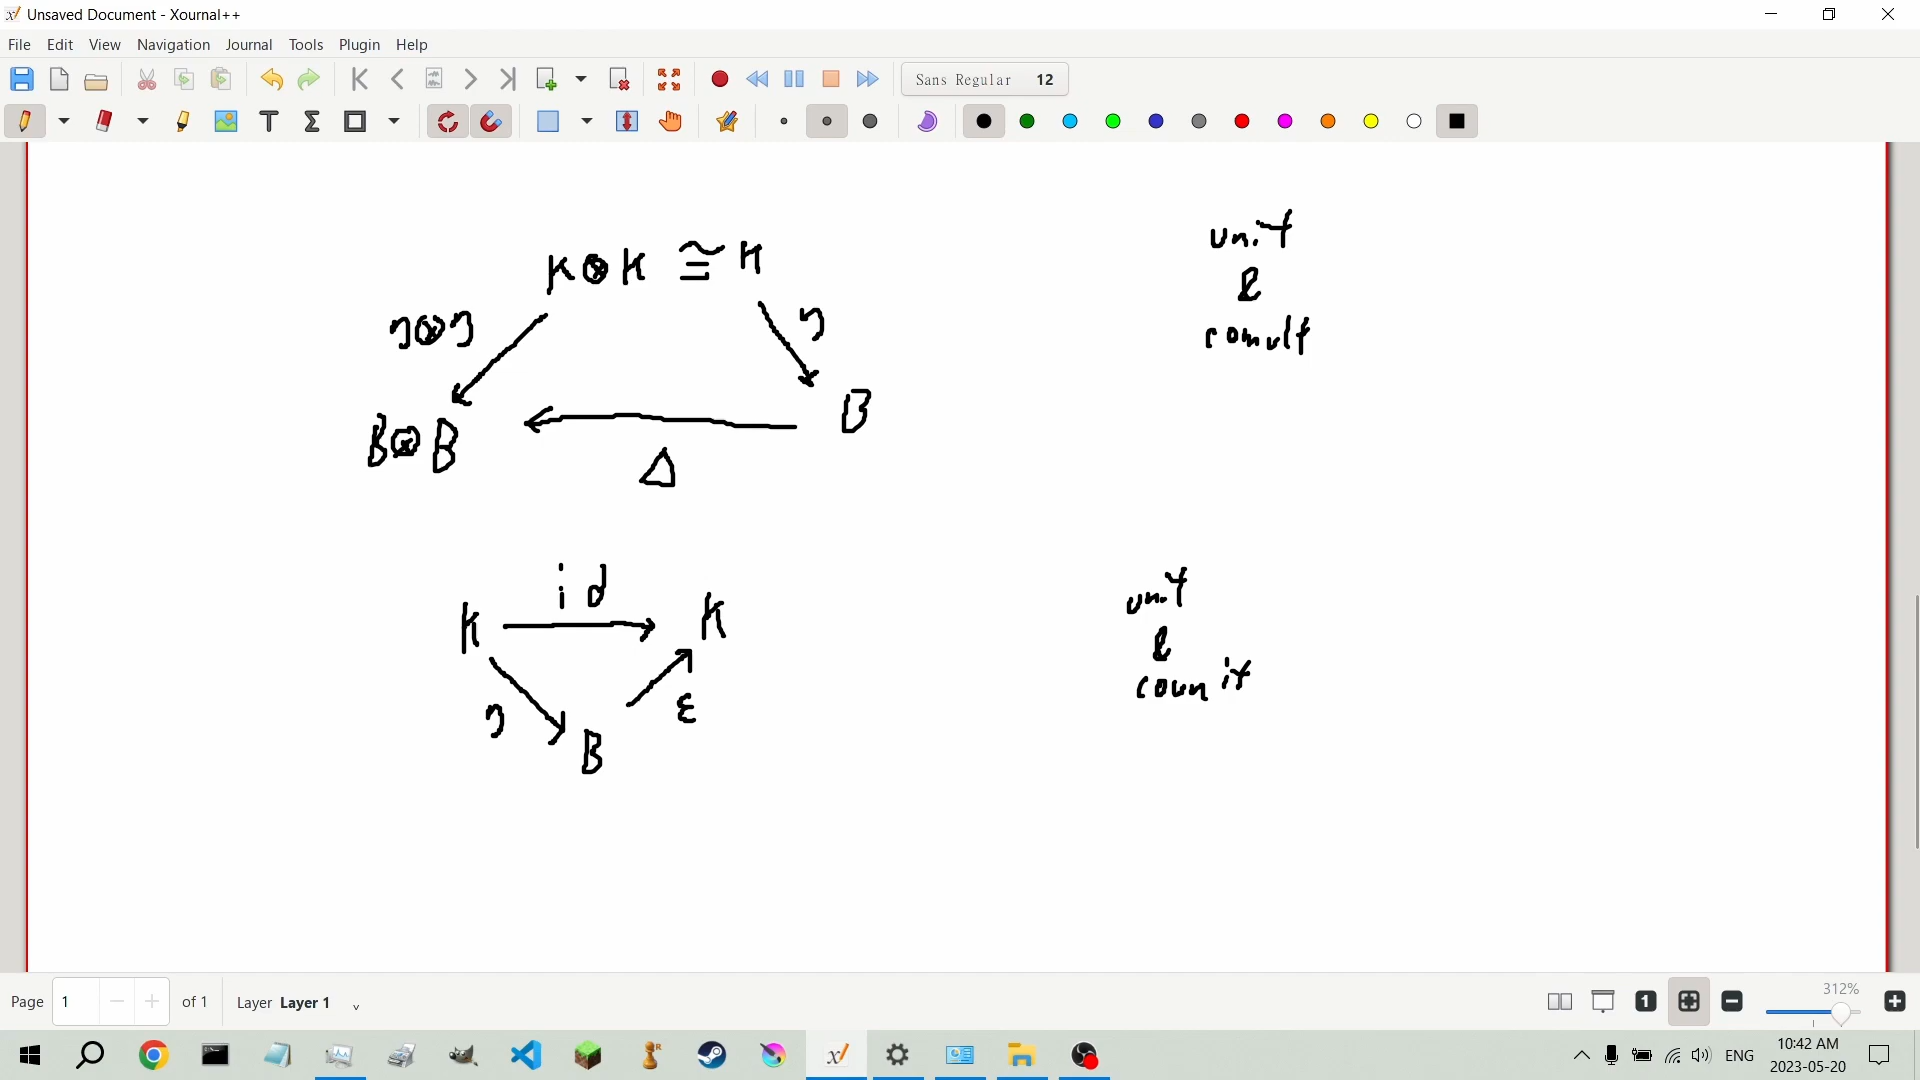 Unsaved Document - Xournal++
File Edit View Navigation Journal Tools Plugin Help
Sans Regular 12
K⊗K ≅ K
η⊗η
η
B⊗B
B
Δ
unit
&
comult
id
K
K
η
ε
B
unit
&
counit
Page 1 of 1 Layer Layer 1
312%
ENG
10:42 AM
2023-05-20